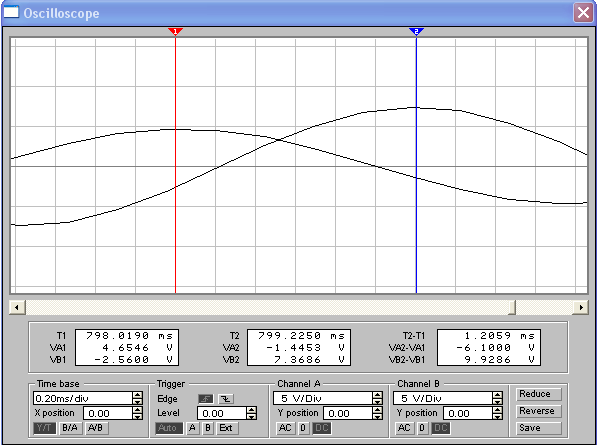 Oscilloscope
1 2
T1 798.0190 ms T2 799.2250 ms T2-T1 1.2059 ms
VA1 4.6546 V VA2 -1.4453 V VA2-VA1 -6.1000 V
VB1 -2.5600 V VB2 7.3686 V VB2-VB1 9.9286 V
Time base Trigger Channel A Channel B Reduce
0.20ms/div Edge 5 V/Div 5 V/Div
X position 0.00 Level 0.00 Y position 0.00 Y position 0.00 Reverse
Y/T B/A A/B Auto A B Ext AC 0 DC AC 0 DC Save